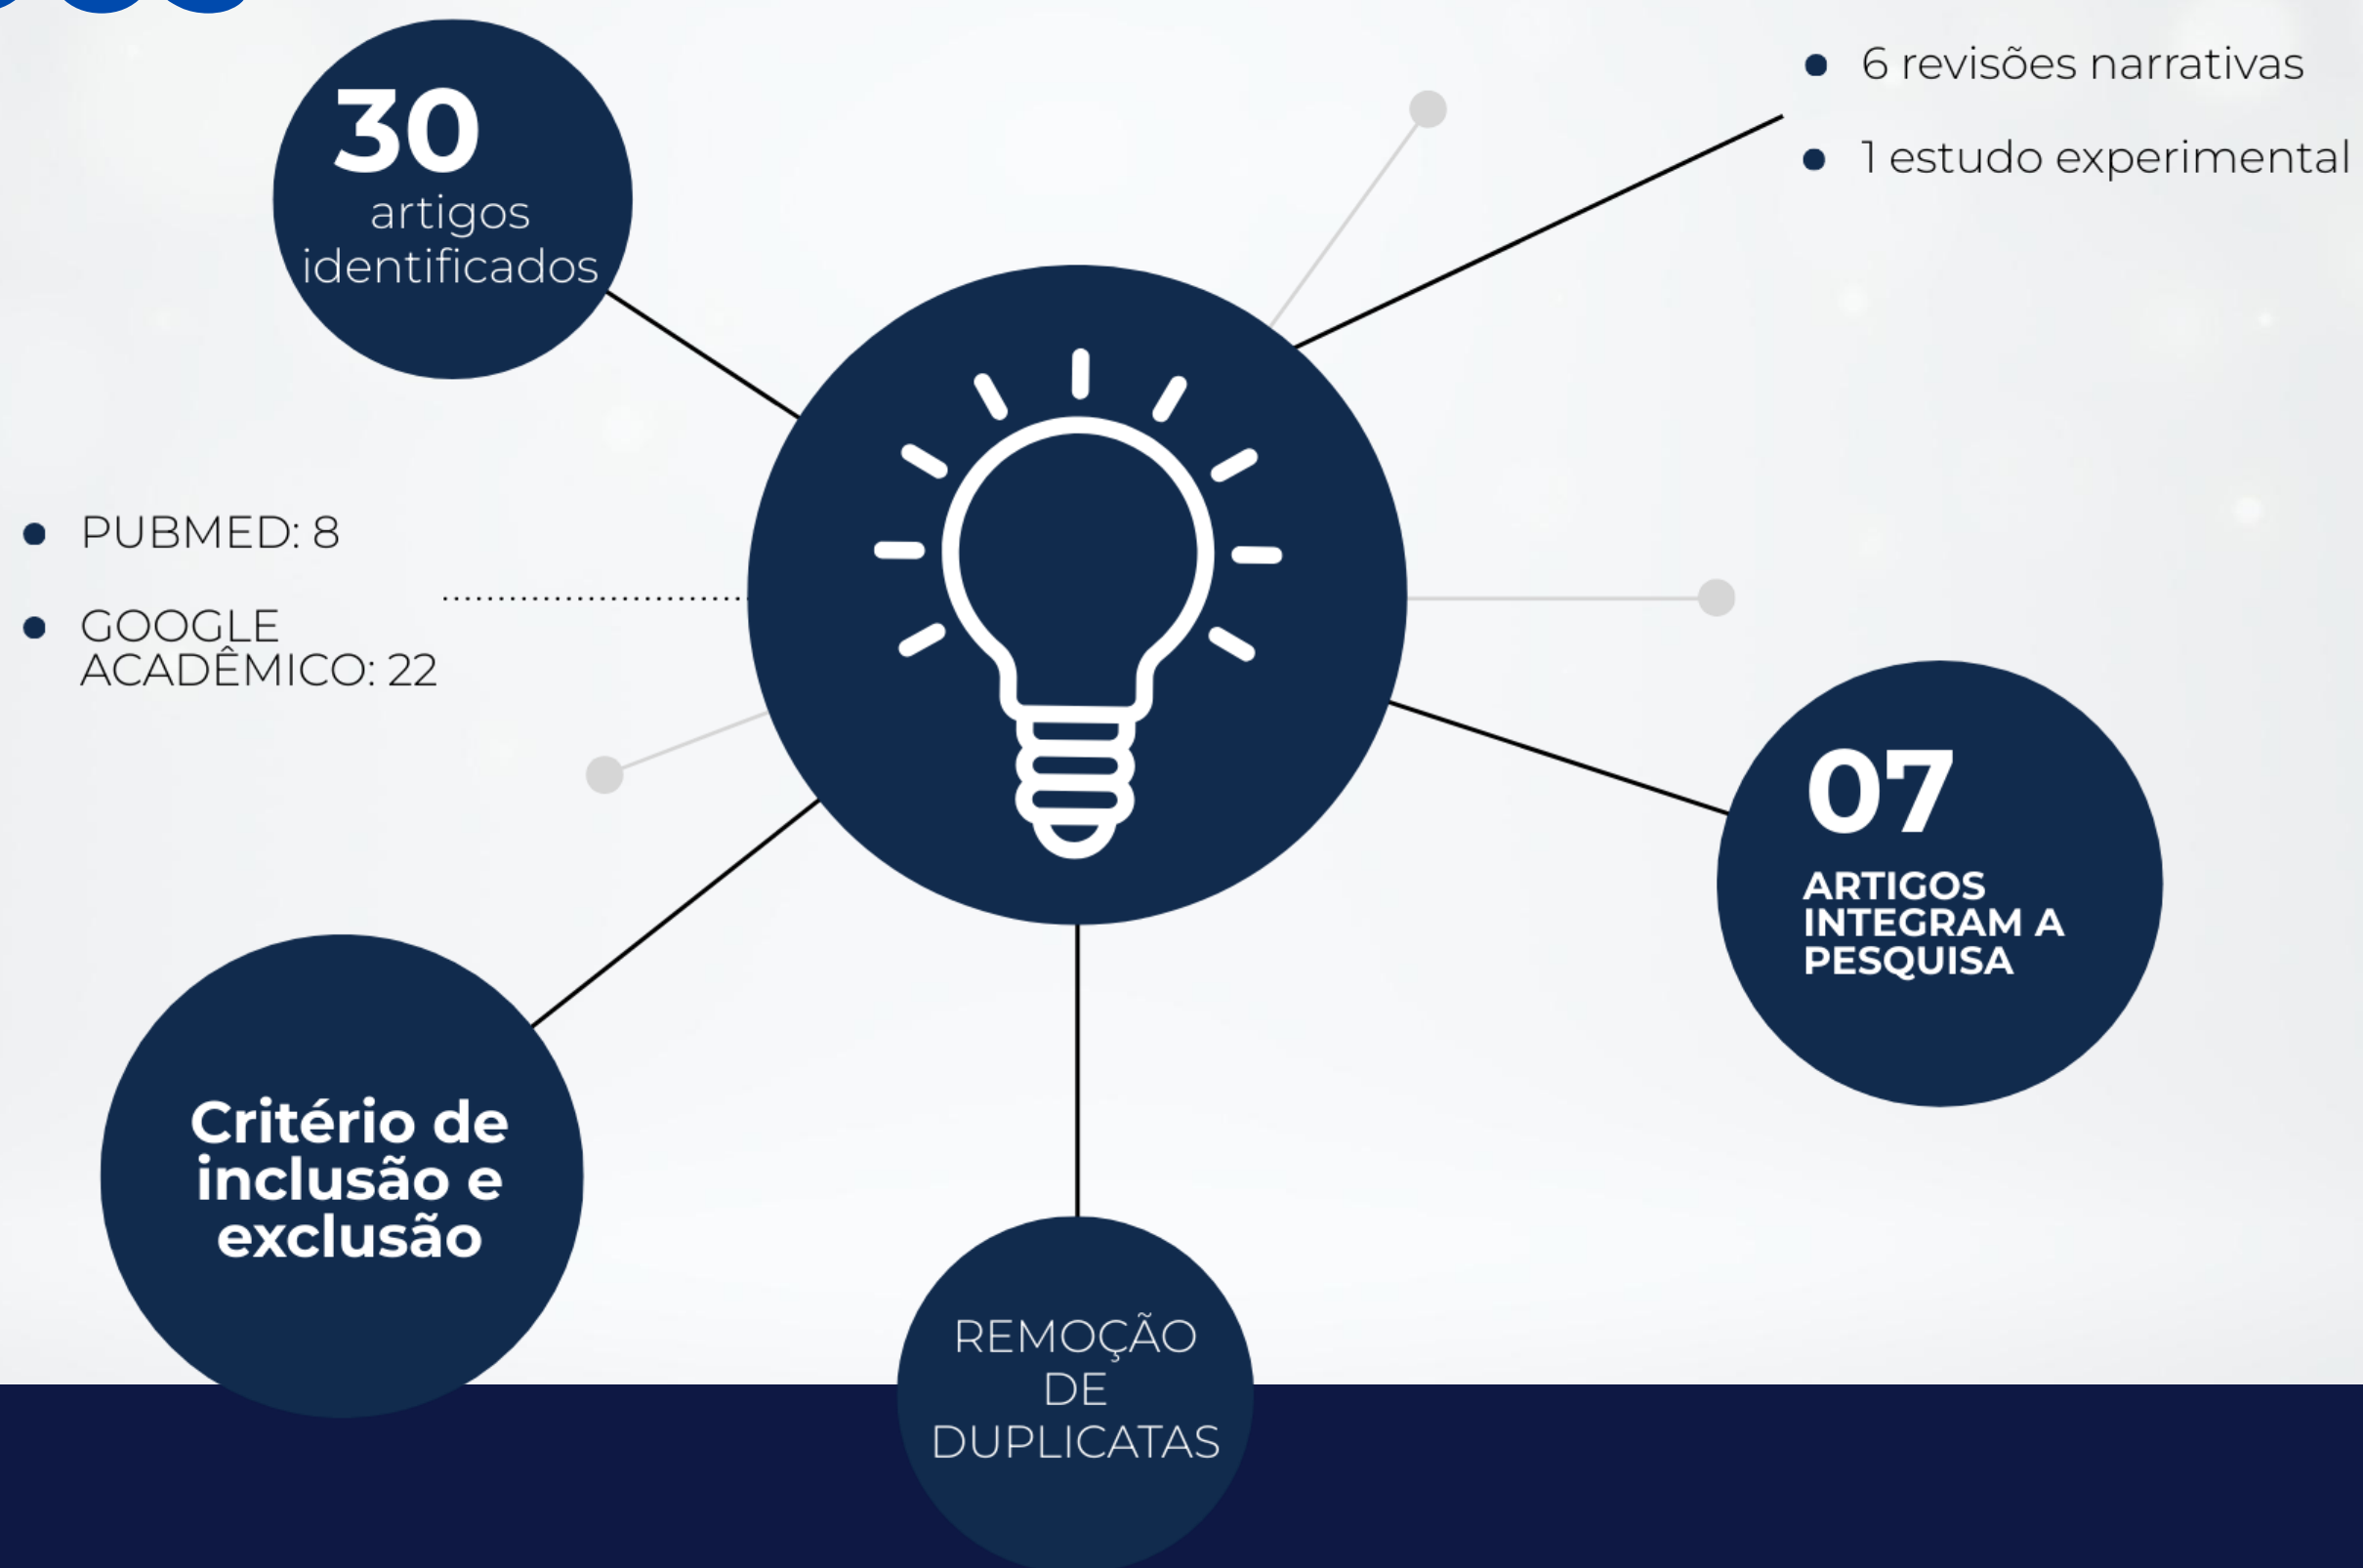 30
artigos
identificados
PUBMED: 8
GOOGLE
ACADÊMICO: 22
Critério de
inclusão e
exclusão
REMOÇÃO
DE
DUPLICATAS
07
ARTIGOS
INTEGRAM A
PESQUISA
6 revisões narrativas
1 estudo experimental